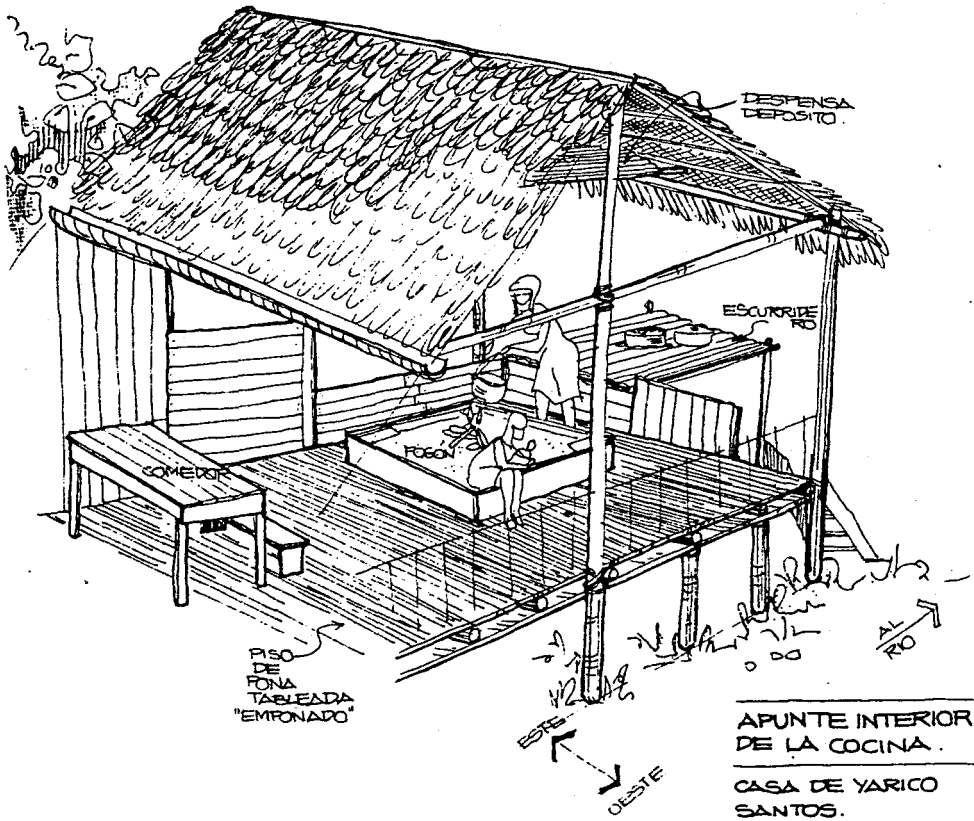 DESPENSA
DEPOSITO.
ESCURRIDE
RO
COMEDOR
FOGON
PISO
DE
PONA
TABLEADA
"EMPONADO"
AL
RIO
ESTE
OESTE
APUNTE INTERIOR
DE LA COCINA.
CASA DE YARICO
SANTOS.